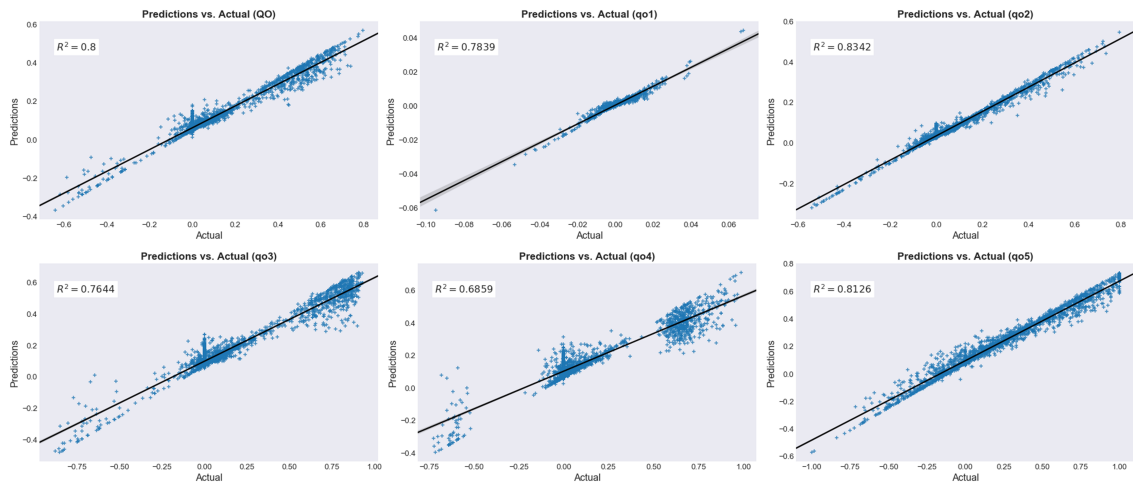 Predictions vs. Actual (QO)
R² = 0.8
Predictions
0.6
0.4
0.2
0.0
−0.2
−0.4
−0.6 −0.4 −0.2 0.0 0.2 0.4 0.6 0.8
Actual
Predictions vs. Actual (qo1)
R² = 0.7839
Predictions
0.04
0.02
0.00
−0.02
−0.04
−0.06
−0.10 −0.08 −0.06 −0.04 −0.02 0.00 0.02 0.04 0.06
Actual
Predictions vs. Actual (qo2)
R² = 0.8342
Predictions
0.6
0.4
0.2
0.0
−0.2
−0.6 −0.4 −0.2 0.0 0.2 0.4 0.6 0.8
Actual
Predictions vs. Actual (qo3)
R² = 0.7644
Predictions
0.6
0.4
0.2
0.0
−0.2
−0.4
−0.75 −0.50 −0.25 0.00 0.25 0.50 0.75 1.00
Actual
Predictions vs. Actual (qo4)
R² = 0.6859
Predictions
0.6
0.4
0.2
0.0
−0.2
−0.4
−0.75 −0.50 −0.25 0.00 0.25 0.50 0.75 1.00
Actual
Predictions vs. Actual (qo5)
R² = 0.8126
Predictions
0.8
0.6
0.4
0.2
0.0
−0.2
−0.4
−0.6
−1.00 −0.75 −0.50 −0.25 0.00 0.25 0.50 0.75 1.00
Actual